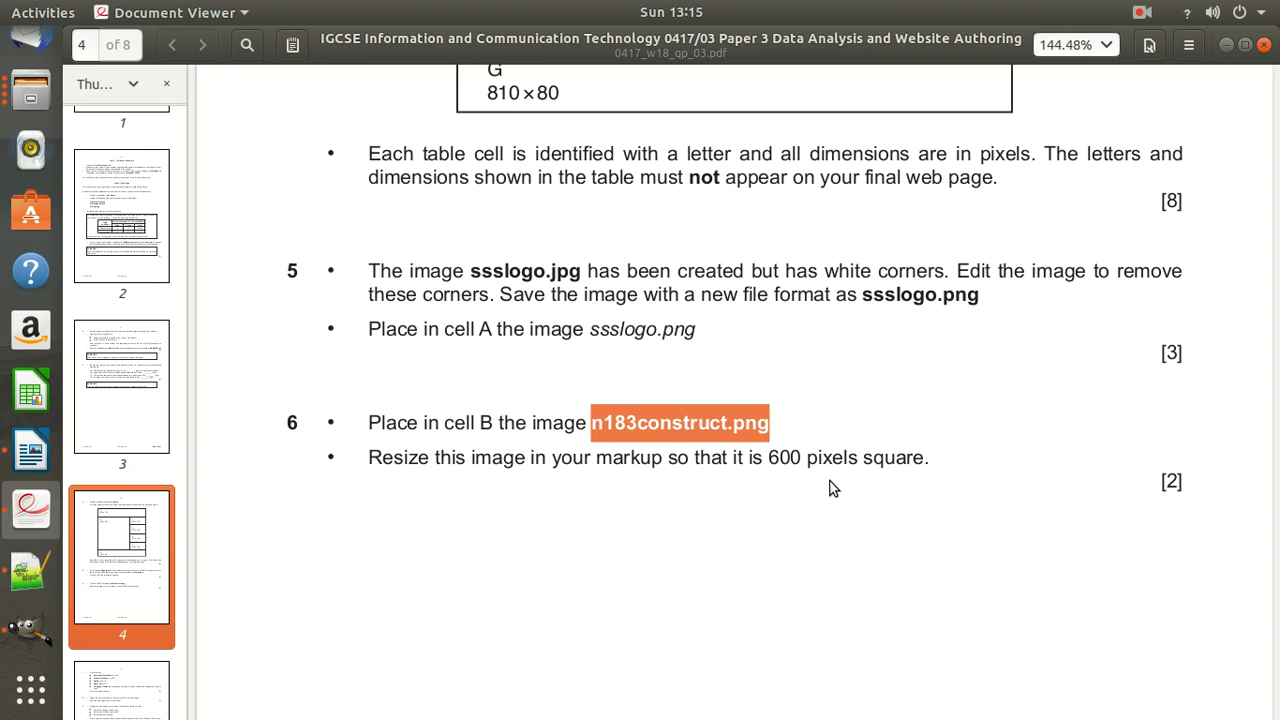 Activities Document Viewer Sun 13:15
4 of 8 IGCSE Information and Communication Technology 0417/03 Paper 3 Data Analysis and Website Authoring 144.48%
0417_w18_qp_03.pdf
Thu...
1
2
3
4
G
810 × 80
• Each table cell is identified with a letter and all dimensions are in pixels. The letters and
dimensions shown in the table must not appear on your final web page.
[8]
5 • The image ssslogo.jpg has been created but has white corners. Edit the image to remove
these corners. Save the image with a new file format as ssslogo.png
• Place in cell A the image ssslogo.png
[3]
6 • Place in cell B the image n183construct.png
• Resize this image in your markup so that it is 600 pixels square.
[2]